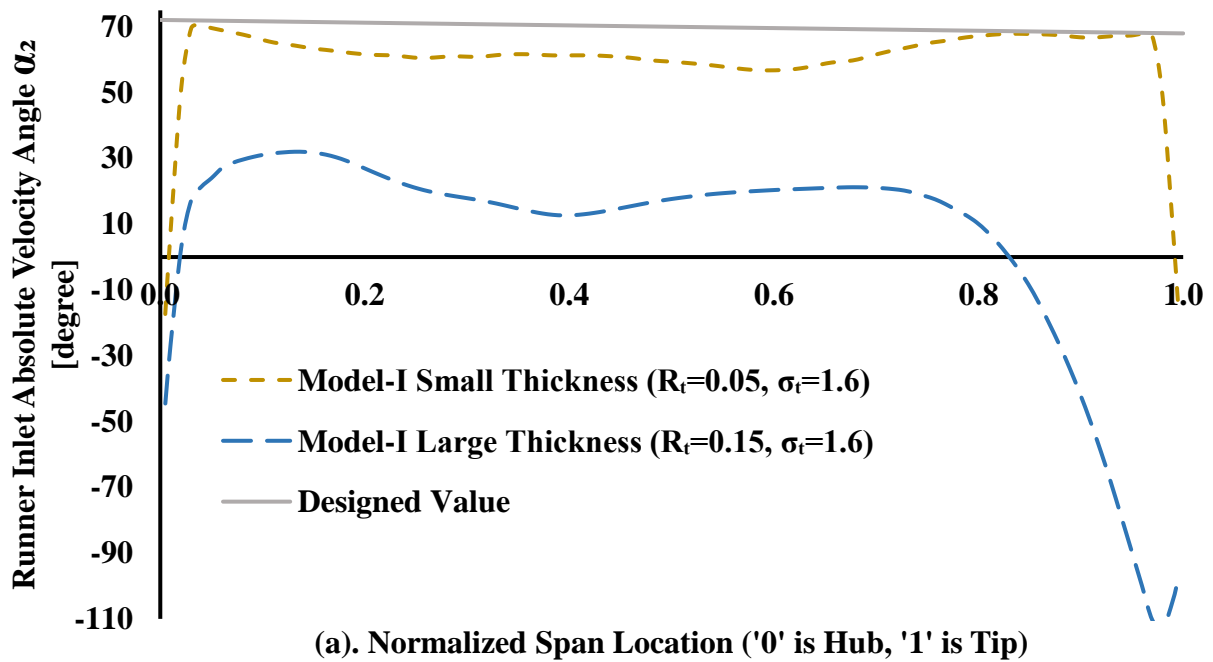 Runner Inlet Absolute Velocity Angle α₂
[degree]
70
50
30
10
-10
-30
-50
-70
-90
-110
0.0
0.2
0.4
0.6
0.8
1.0
Model-I Small Thickness (Rₜ=0.05, σₜ=1.6)
Model-I Large Thickness (Rₜ=0.15, σₜ=1.6)
Designed Value
(a). Normalized Span Location ('0' is Hub, '1' is Tip)